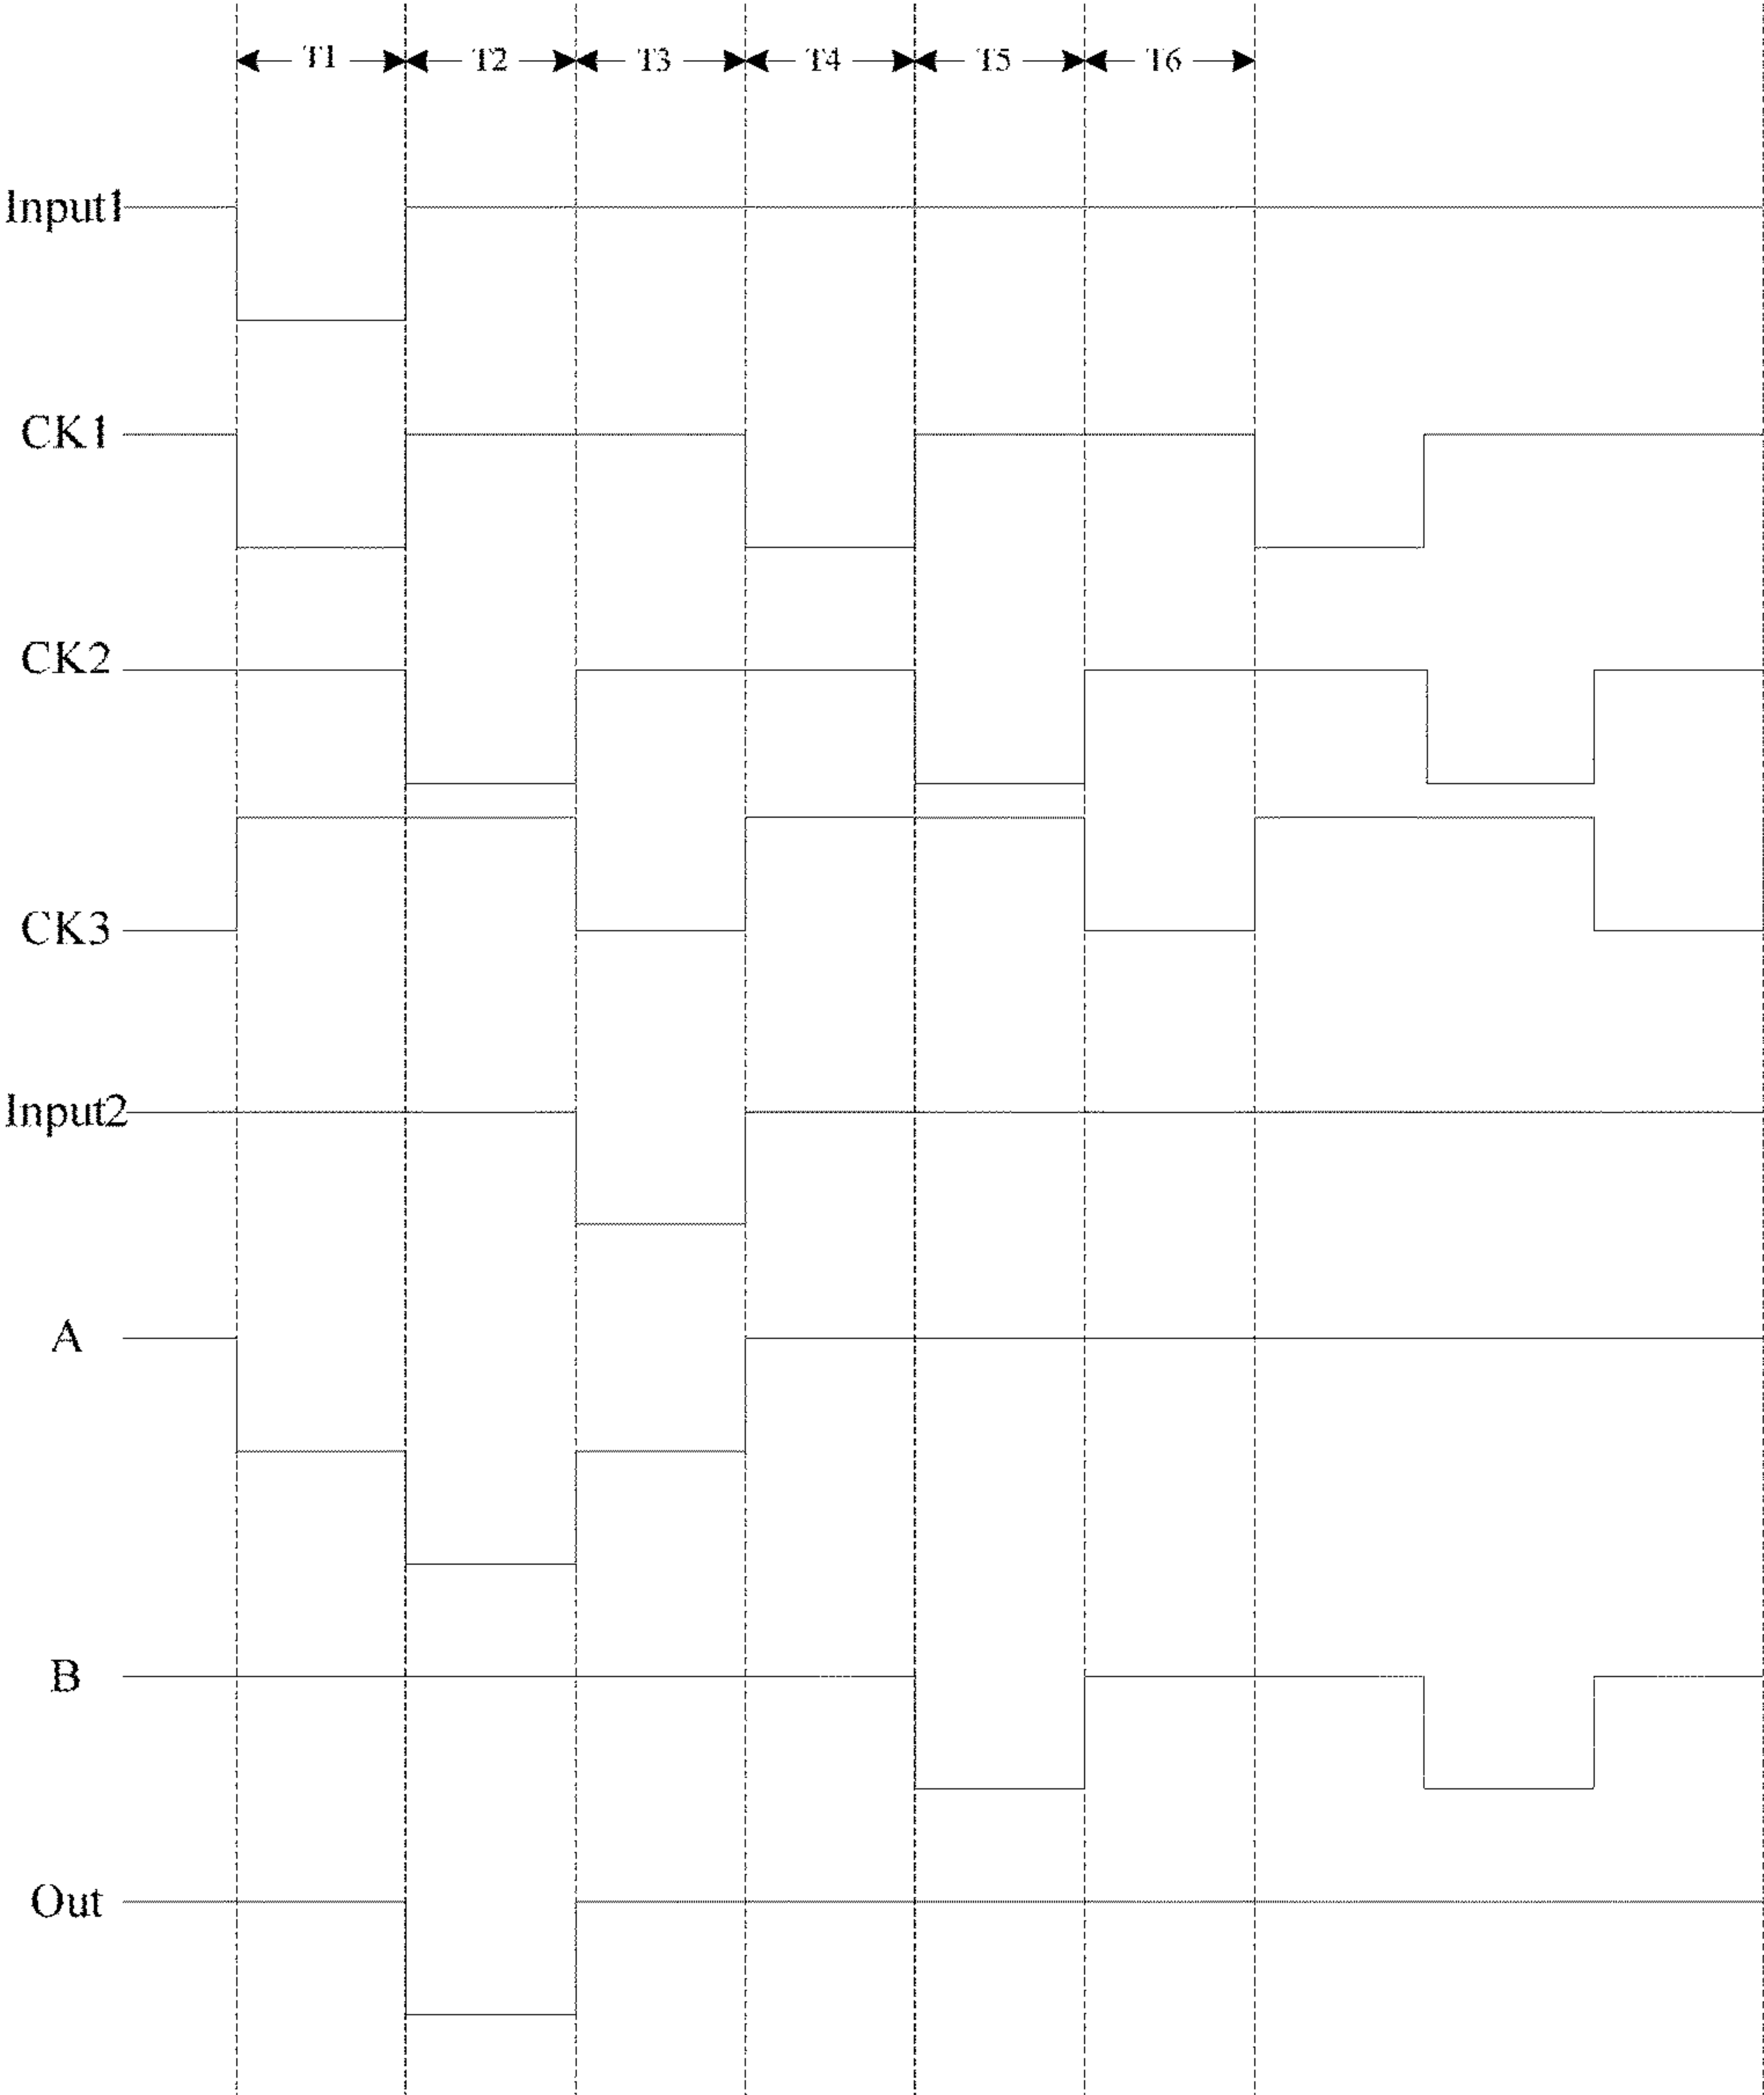 T1 T2 T3 T4 T5 T6
Input1
CK1
CK2
CK3
Input2
A
B
Out